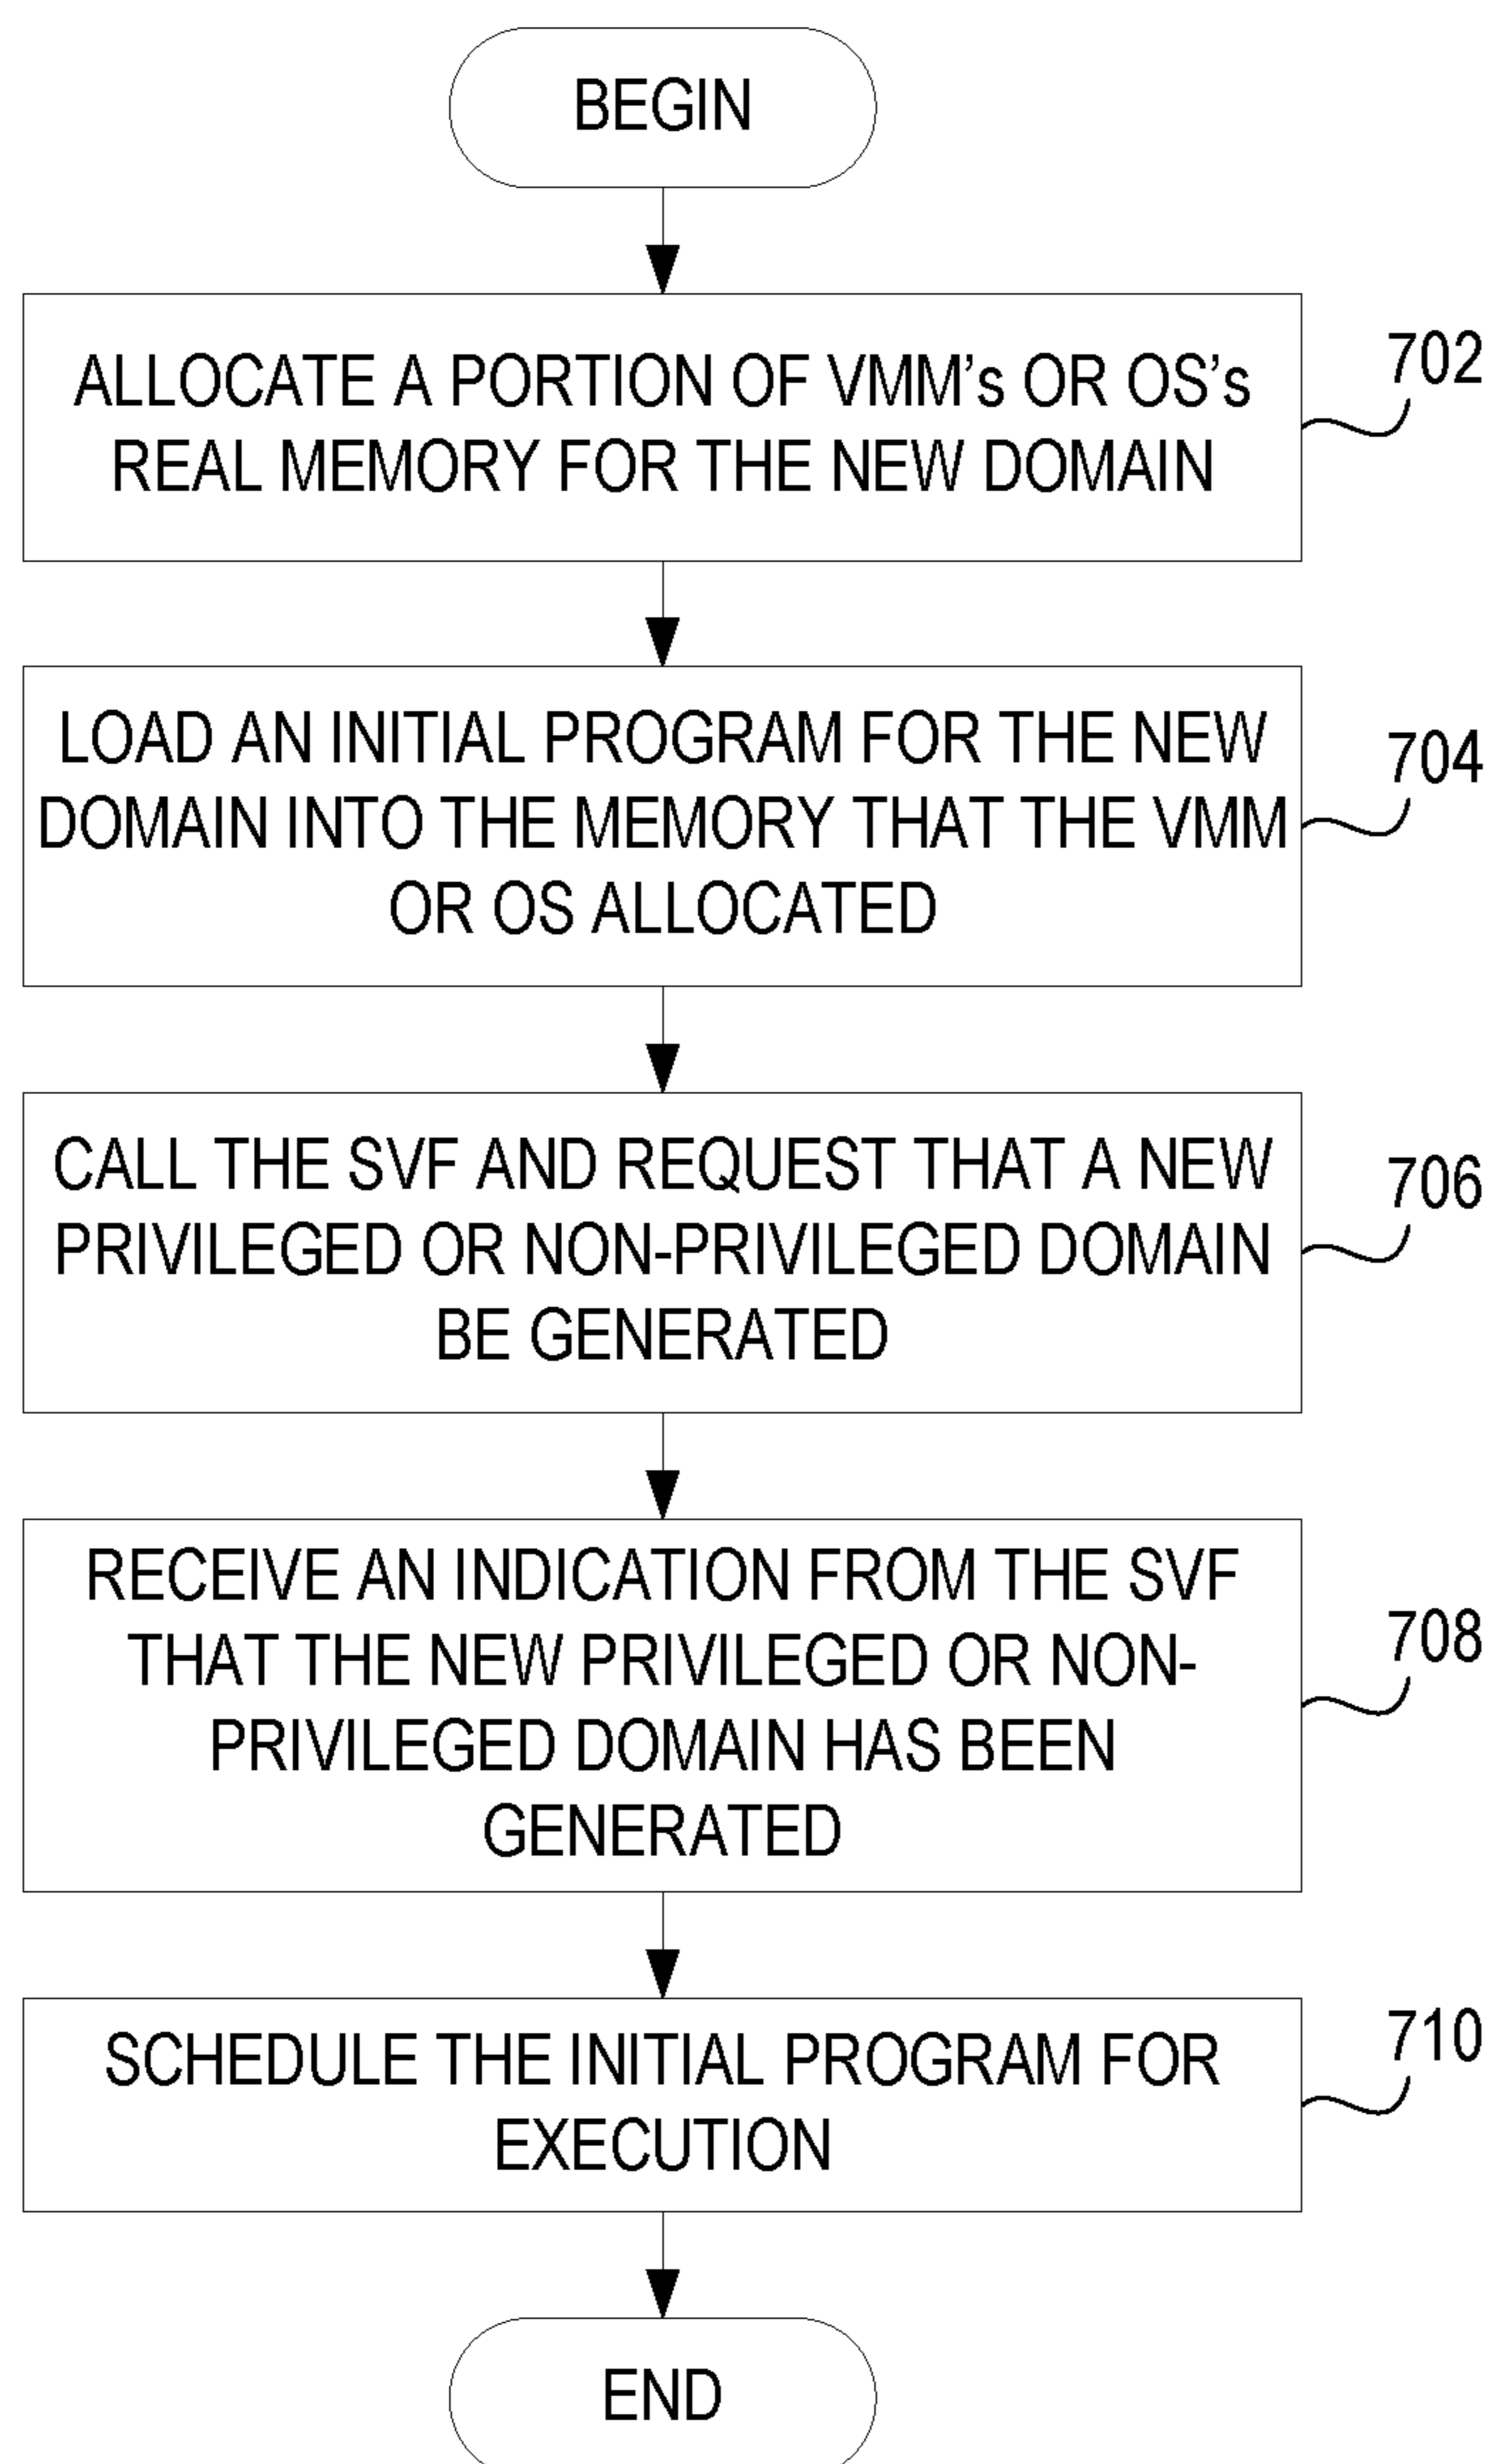 BEGIN
ALLOCATE A PORTION OF VMM's OR OS's
REAL MEMORY FOR THE NEW DOMAIN
702
LOAD AN INITIAL PROGRAM FOR THE NEW
DOMAIN INTO THE MEMORY THAT THE VMM
OR OS ALLOCATED
704
CALL THE SVF AND REQUEST THAT A NEW
PRIVILEGED OR NON-PRIVILEGED DOMAIN
BE GENERATED
706
RECEIVE AN INDICATION FROM THE SVF
THAT THE NEW PRIVILEGED OR NON-
PRIVILEGED DOMAIN HAS BEEN
GENERATED
708
SCHEDULE THE INITIAL PROGRAM FOR
EXECUTION
710
END